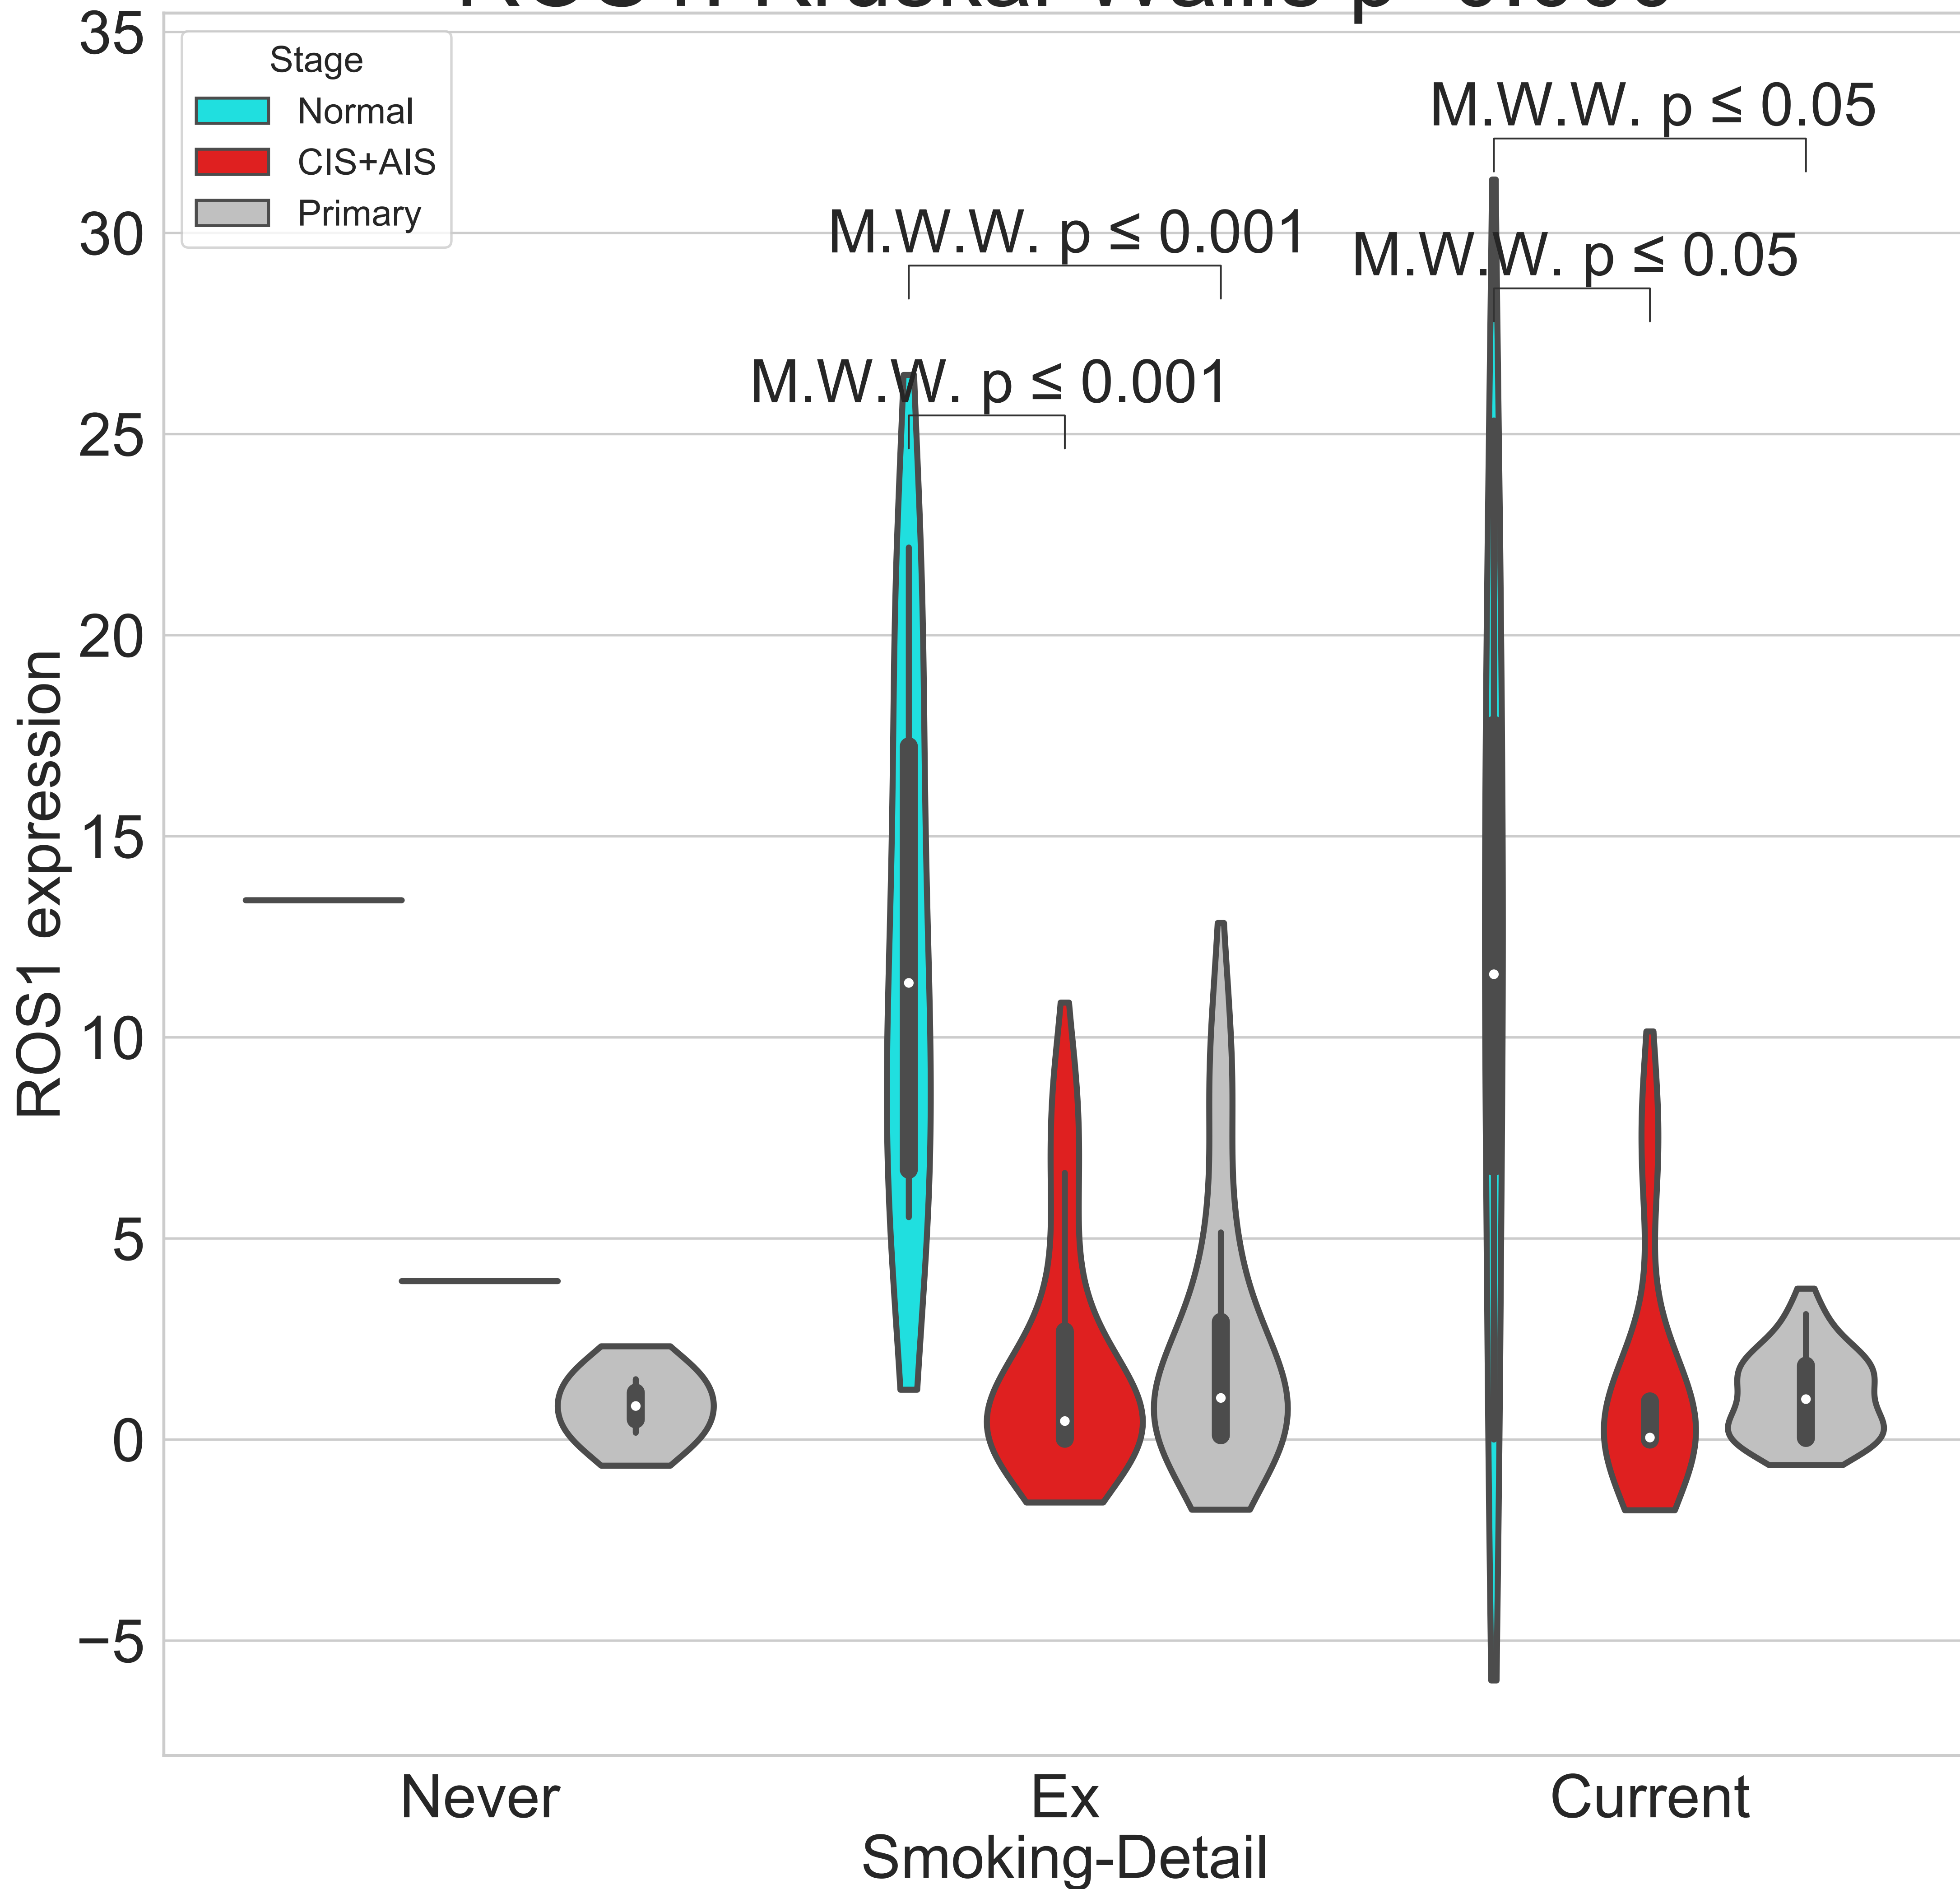 35
Stage
Normal
CIS+AIS
Primary
M.W.W. p ≤ 0.05
30
M.W.W. p ≤ 0.001
M.W.W. p ≤ 0.05
25
M.W.W. p ≤ 0.001
20
15
10
5
0
−5
ROS1 expression
Never
Ex
Current
Smoking-Detail